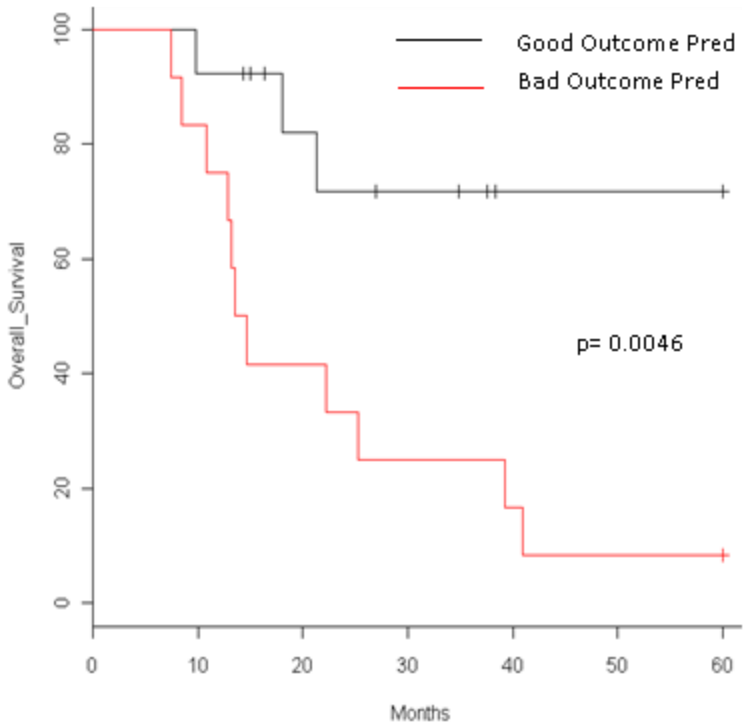 Good Outcome Pred
Bad Outcome Pred
100
80
60
40
20
0
Overall_Survival
p= 0.0046
0 10 20 30 40 50 60
Months